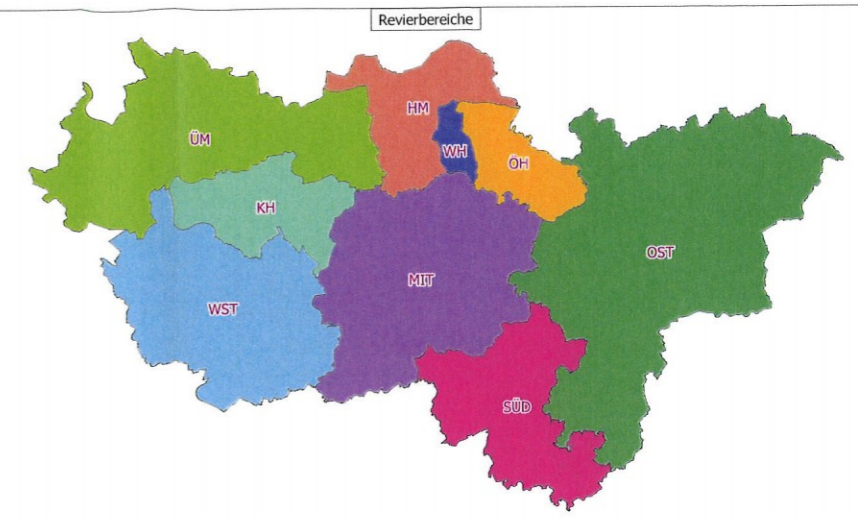 Revierbereiche
HM
ÜM
WH
ÖH
KH
OST
MIT
WST
SÜD